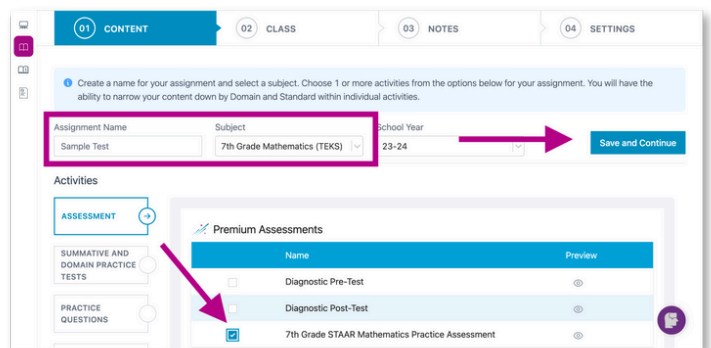 01 CONTENT
02 CLASS
03 NOTES
04 SETTINGS
Create a name for your assignment and select a subject. Choose 1 or more activities from the options below for your assignment. You will have the
ability to narrow your content down by Domain and Standard within individual activities.
Assignment Name
Subject
School Year
Sample Test
7th Grade Mathematics (TEKS)
23-24
Save and Continue
Activities
ASSESSMENT
Premium Assessments
Name
Preview
SUMMATIVE AND
DOMAIN PRACTICE
TESTS
Diagnostic Pre-Test
Diagnostic Post-Test
PRACTICE
QUESTIONS
7th Grade STAAR Mathematics Practice Assessment